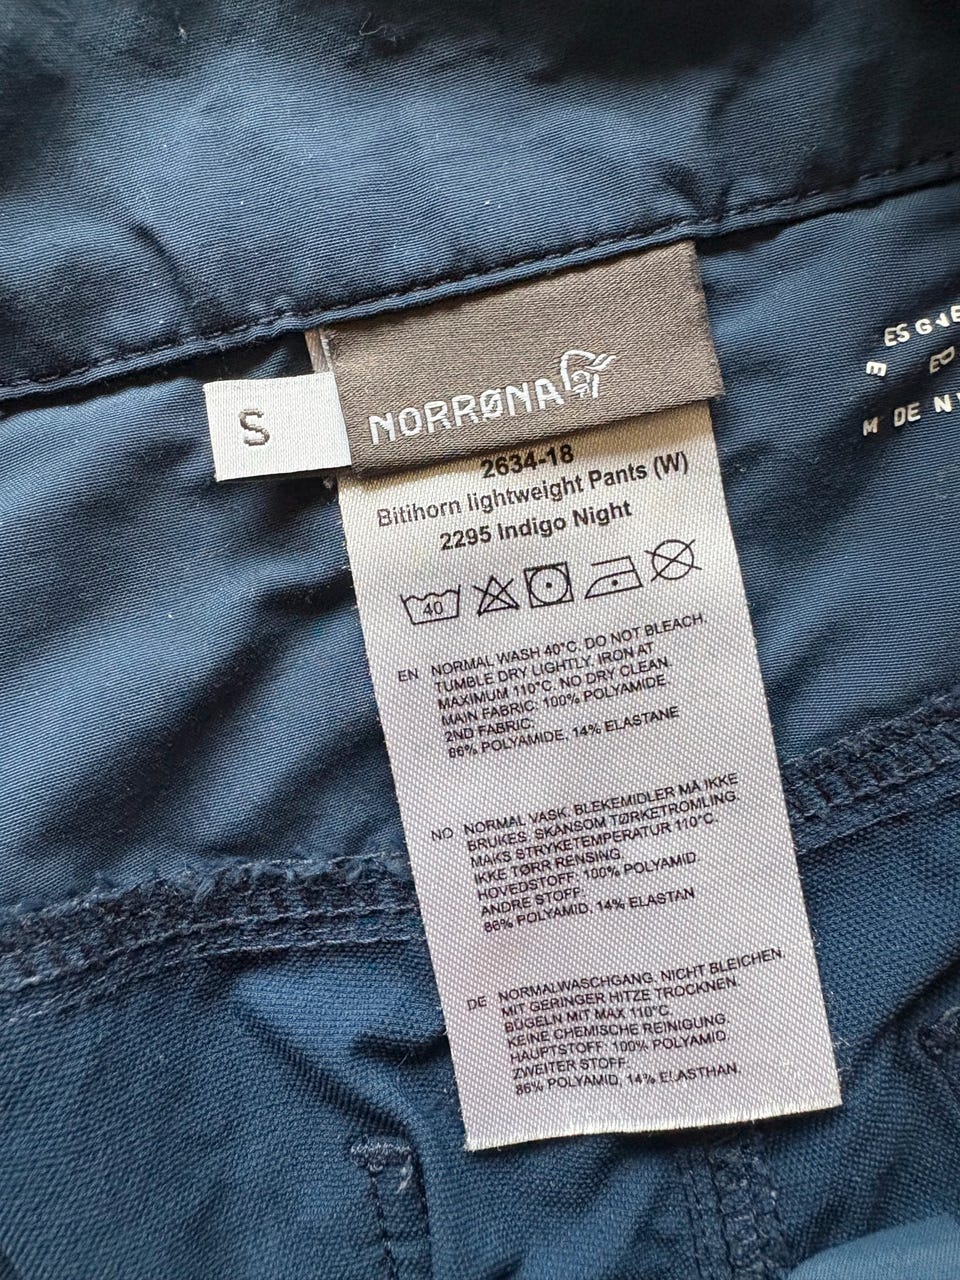 S
NORRØNA
2634-18
Bitihorn lightweight Pants (W)
2295 Indigo Night
40
EN NORMAL WASH 40°C. DO NOT BLEACH.
TUMBLE DRY LIGHTLY. IRON AT
MAXIMUM 110°C. NO DRY CLEAN.
MAIN FABRIC: 100% POLYAMIDE.
2ND FABRIC:
86% POLYAMIDE, 14% ELASTANE
NO NORMAL VASK. BLEKEMIDLER MÅ IKKE
BRUKES. SKÅNSOM TØRKETROMLING.
MAKS STRYKETEMPERATUR 110°C.
IKKE TØRR RENSING
HOVEDSTOFF: 100% POLYAMID.
ANDRE STOFF:
86% POLYAMID, 14% ELASTAN
DE NORMALWASCHGANG. NICHT BLEICHEN.
MIT GERINGER HITZE TROCKNEN.
BÜGELN MIT MAX 110°C.
KEINE CHEMISCHE REINIGUNG
HAUPTSTOFF: 100% POLYAMID.
ZWEITER STOFF:
86% POLYAMID, 14% ELASTHAN.